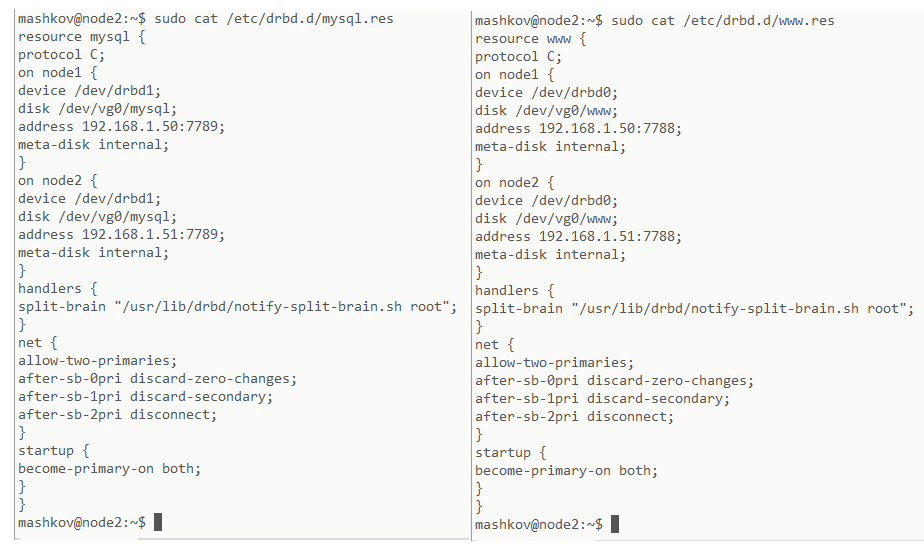 mashkov@node2:~$ sudo cat /etc/drbd.d/mysql.res
resource mysql {
protocol C;
on node1 {
device /dev/drbd1;
disk /dev/vg0/mysql;
address 192.168.1.50:7789;
meta-disk internal;
}
on node2 {
device /dev/drbd1;
disk /dev/vg0/mysql;
address 192.168.1.51:7789;
meta-disk internal;
}
handlers {
split-brain "/usr/lib/drbd/notify-split-brain.sh root";
}
net {
allow-two-primaries;
after-sb-0pri discard-zero-changes;
after-sb-1pri discard-secondary;
after-sb-2pri disconnect;
}
startup {
become-primary-on both;
}
}
mashkov@node2:~$
mashkov@node2:~$ sudo cat /etc/drbd.d/www.res
resource www {
protocol C;
on node1 {
device /dev/drbd0;
disk /dev/vg0/www;
address 192.168.1.50:7788;
meta-disk internal;
}
on node2 {
device /dev/drbd0;
disk /dev/vg0/www;
address 192.168.1.51:7788;
meta-disk internal;
}
handlers {
split-brain "/usr/lib/drbd/notify-split-brain.sh root";
}
net {
allow-two-primaries;
after-sb-0pri discard-zero-changes;
after-sb-1pri discard-secondary;
after-sb-2pri disconnect;
}
startup {
become-primary-on both;
}
}
mashkov@node2:~$